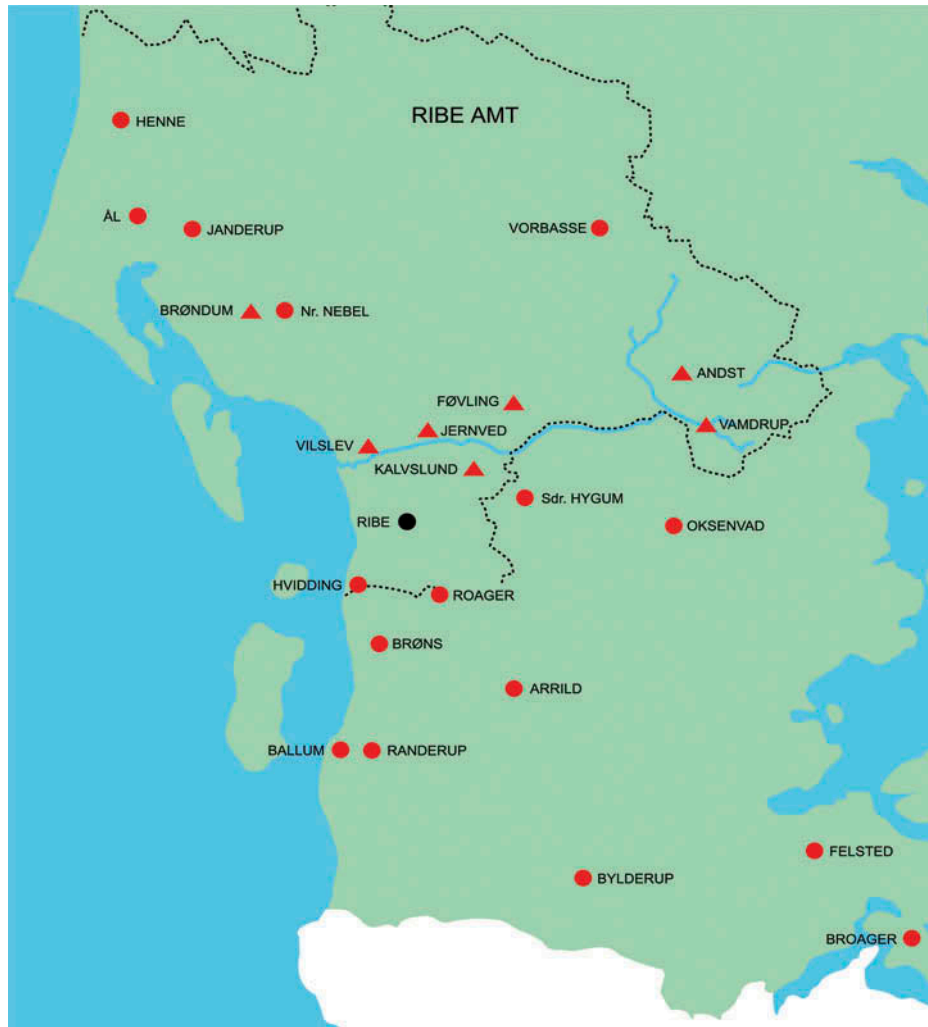 RIBE AMT
HENNE
ÅL
JANDERUP
VORBASSE
BRØNDUM
Nr. NEBEL
ANDST
FØVLING
VAMDRUP
JERNVED
VILSLEV
KALVSLUND
Sdr. HYGUM
RIBE
OKSENVAD
HVIDDING
ROAGER
BRØNS
ARRILD
BALLUM
RANDERUP
FELSTED
BYLDERUP
BROAGER